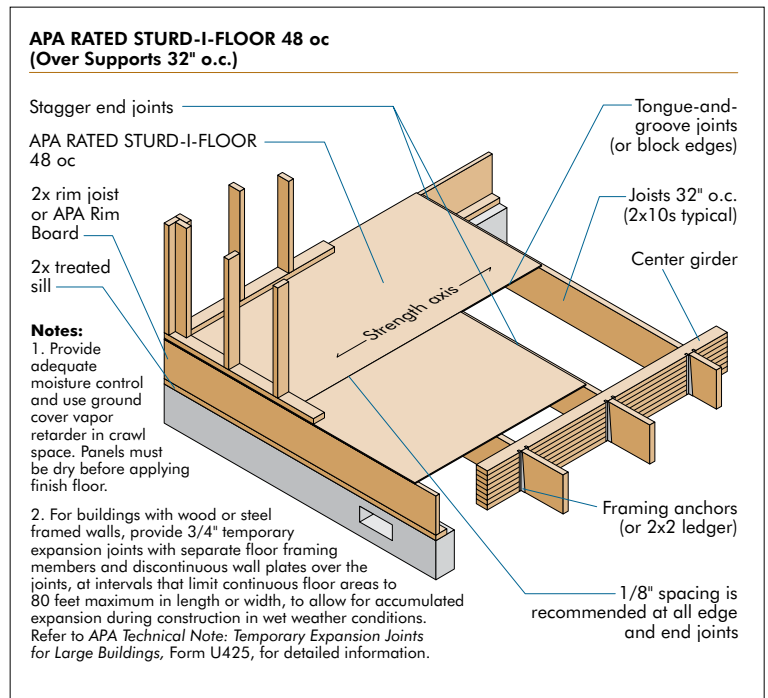 APA RATED STURD-I-FLOOR 48 oc
(Over Supports 32" o.c.)
Stagger end joints
APA RATED STURD-I-FLOOR
48 oc
2x rim joist
or APA Rim
Board
2x treated
sill
Tongue-and-
groove joints
(or block edges)
Joists 32" o.c.
(2x10s typical)
Center girder
Strength axis
Notes:
1. Provide
adequate
moisture control
and use ground
cover vapor
retarder in crawl
space. Panels must
be dry before applying
finish floor.
2. For buildings with wood or steel
framed walls, provide 3/4" temporary
expansion joints with separate floor framing
members and discontinuous wall plates over the
joints, at intervals that limit continuous floor areas to
80 feet maximum in length or width, to allow for accumulated
expansion during construction in wet weather conditions.
Refer to APA Technical Note: Temporary Expansion Joints
for Large Buildings, Form U425, for detailed information.
Framing anchors
(or 2x2 ledger)
1/8" spacing is
recommended at all edge
and end joints